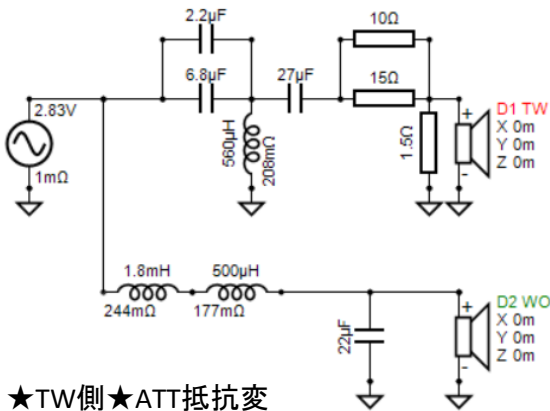 2.2μF
10Ω
6.8μF
27μF
15Ω
2.83V
1mΩ
560μH
208mΩ
1.5Ω
+
-
D1 TW
X 0m
Y 0m
Z 0m
1.8mH
500μH
244mΩ
177mΩ
22μF
+
-
D2 WO
X 0m
Y 0m
Z 0m
★TW側★ATT抵抗変